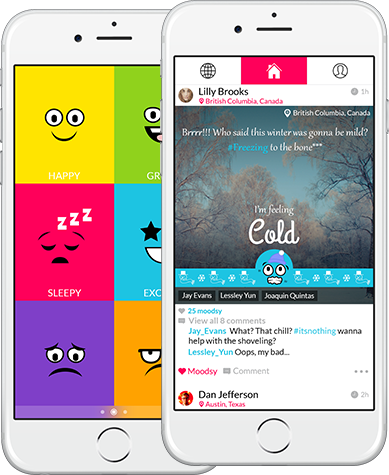 HAPPY
GR
zzz
SLEEPY
EXC
Lilly Brooks
1h
British Columbia, Canada
British Columbia, Canada
Brrrr!!! Who said this winter was gonna be mild?
#Freezing to the bone***
I'm feeling
Cold
Jay Evans
Lessley Yun
Joaquin Quintas
25 moodsy
View all 8 comments
Jay_Evans What? That chill? #itsnothing wanna
help with the shoveling?
Lessley_Yun Oops, my bad...
Moodsy
Comment
Dan Jefferson
2h
Austin, Texas